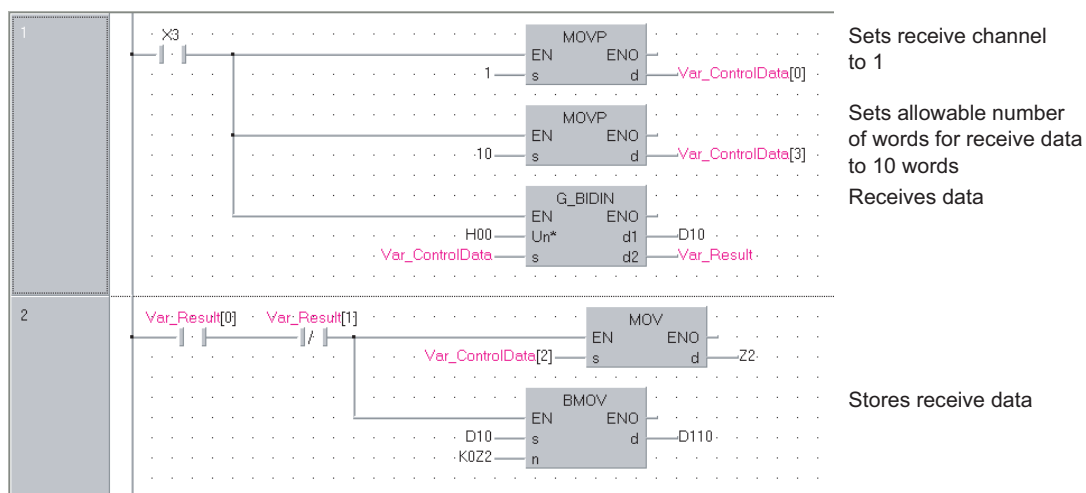 1
X3
MOVP
EN ENO
1 s d Var_ControlData[0]
Sets receive channel
to 1
MOVP
EN ENO
10 s d Var_ControlData[3]
Sets allowable number
of words for receive data
to 10 words
G_BIDIN
EN ENO
H00 Un* d1 D10
Var_ControlData s d2 Var_Result
Receives data
2
Var_Result[0] Var_Result[1]
MOV
EN ENO
Var_ControlData[2] s d Z2
BMOV
EN ENO
D10 s d D110
K0Z2 n
Stores receive data